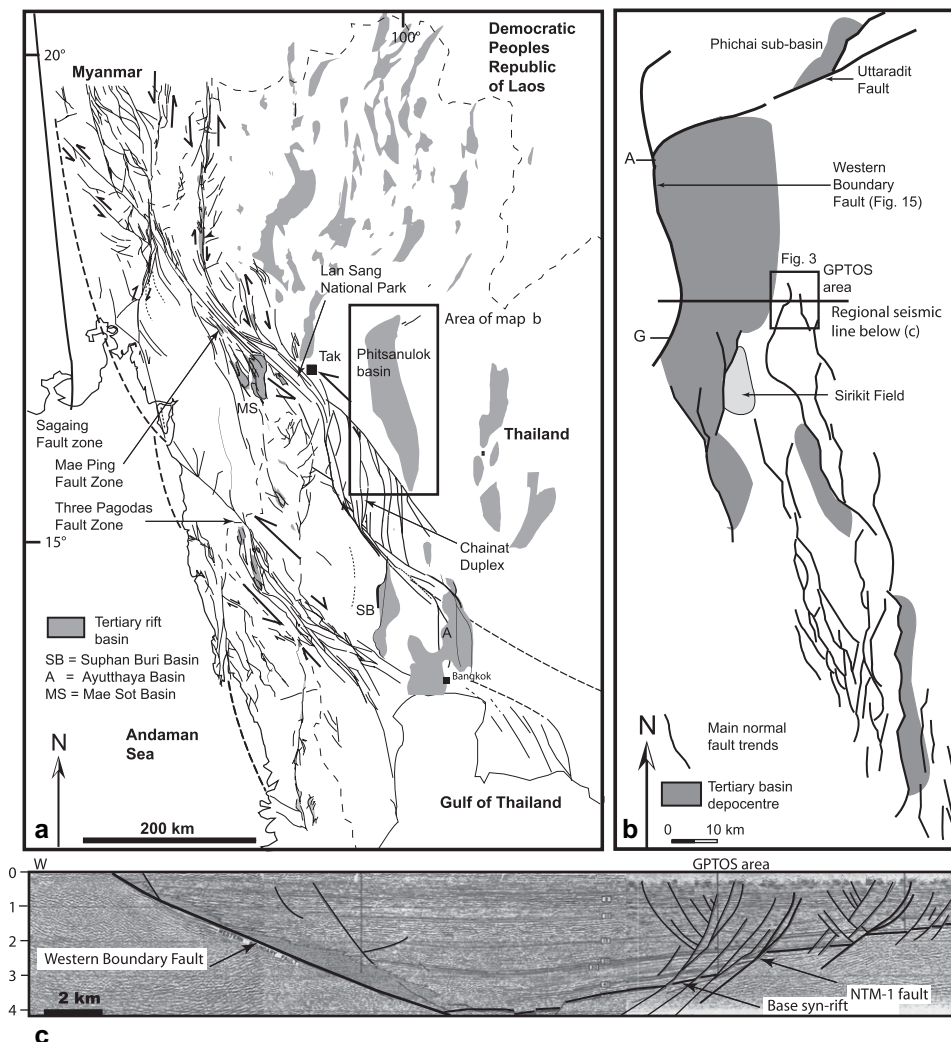 20°
100°
Democratic
Peoples
Republic
of Laos
Myanmar
Lan Sang
National Park
Area of map b
Phitsanulok
basin
Tak
MS
Sagaing
Fault zone
Thailand
Mae Ping
Fault Zone
Three Pagodas
Fault Zone
15°
Chainat
Duplex
SB
A
Tertiary rift
basin
SB = Suphan Buri Basin
A = Ayutthaya Basin
MS = Mae Sot Basin
Bangkok
N
Andaman
Sea
Gulf of Thailand
200 km
a
Phichai sub-basin
Uttaradit
Fault
A
Western
Boundary
Fault (Fig. 15)
Fig. 3
GPTOS
area
Regional seismic
line below (c)
G
Sirikit Field
N
Main normal
fault trends
Tertiary basin
depocentre
0 10 km
b
W
GPTOS area
0
1
2
3
4
Western Boundary Fault
2 km
NTM-1 fault
Base syn-rift
c